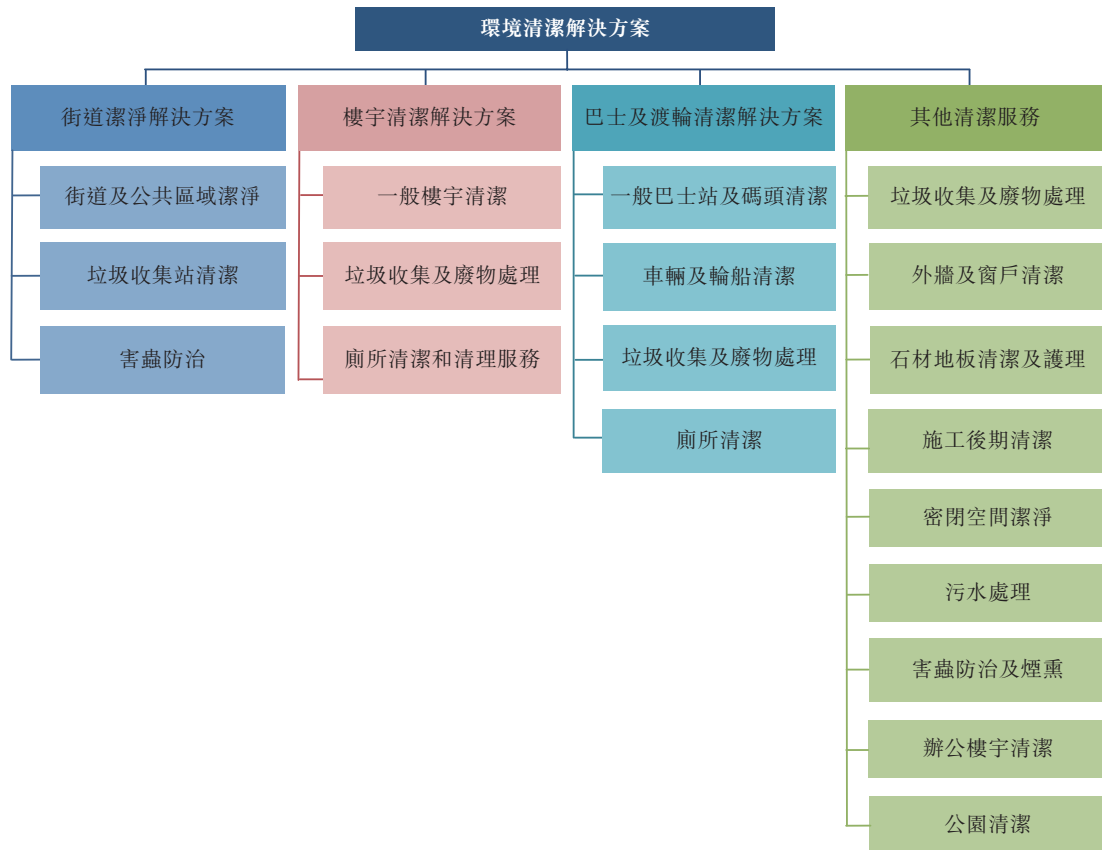 環境清潔解決方案
街道潔淨解決方案
街道及公共區域潔淨
垃圾收集站清潔
害蟲防治
樓宇清潔解決方案
一般樓宇清潔
垃圾收集及廢物處理
廁所清潔和清理服務
巴士及渡輪清潔解決方案
一般巴士站及碼頭清潔
車輛及輪船清潔
垃圾收集及廢物處理
廁所清潔
其他清潔服務
垃圾收集及廢物處理
外牆及窗戶清潔
石材地板清潔及護理
施工後期清潔
密閉空間潔淨
污水處理
害蟲防治及煙熏
辦公樓宇清潔
公園清潔